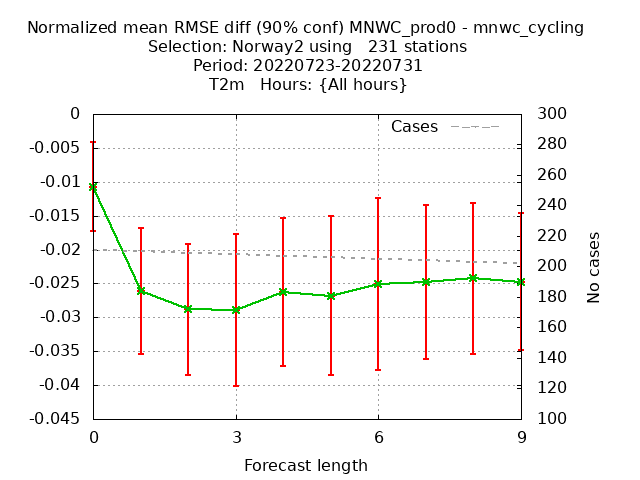 Normalized mean RMSE diff (90% conf) MNWC_prod0 - mnwc_cycling
Selection: Norway2 using   231 stations
Period: 20220723-20220731
T2m   Hours: {All hours}
0
-0.005
-0.01
-0.015
-0.02
-0.025
-0.03
-0.035
-0.04
-0.045
Cases
300
280
260
240
220
200
180
160
140
120
100
No cases
0 3 6 9
Forecast length